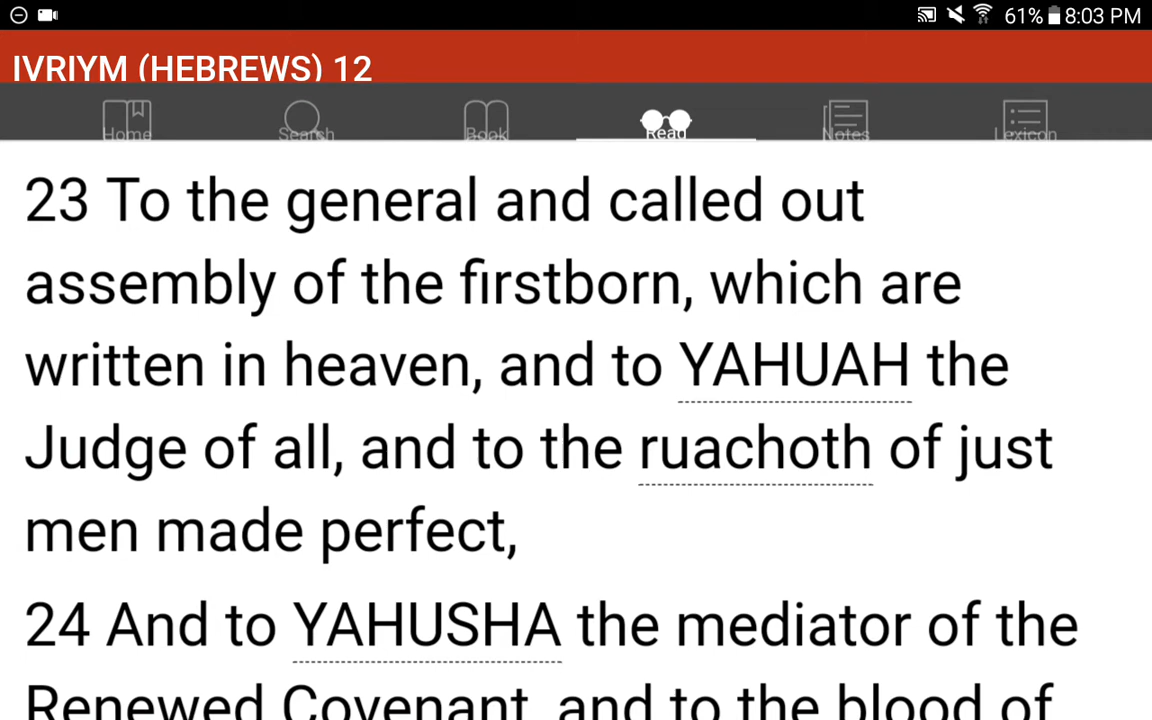 61% 8:03 PM
IVRIYM (HEBREWS) 12
Home Search Book Read Notes Lexicon
23 To the general and called out
assembly of the firstborn, which are
written in heaven, and to YAHUAH the
Judge of all, and to the ruachoth of just
men made perfect,
24 And to YAHUSHA the mediator of the
Renewed Covenant, and to the blood of